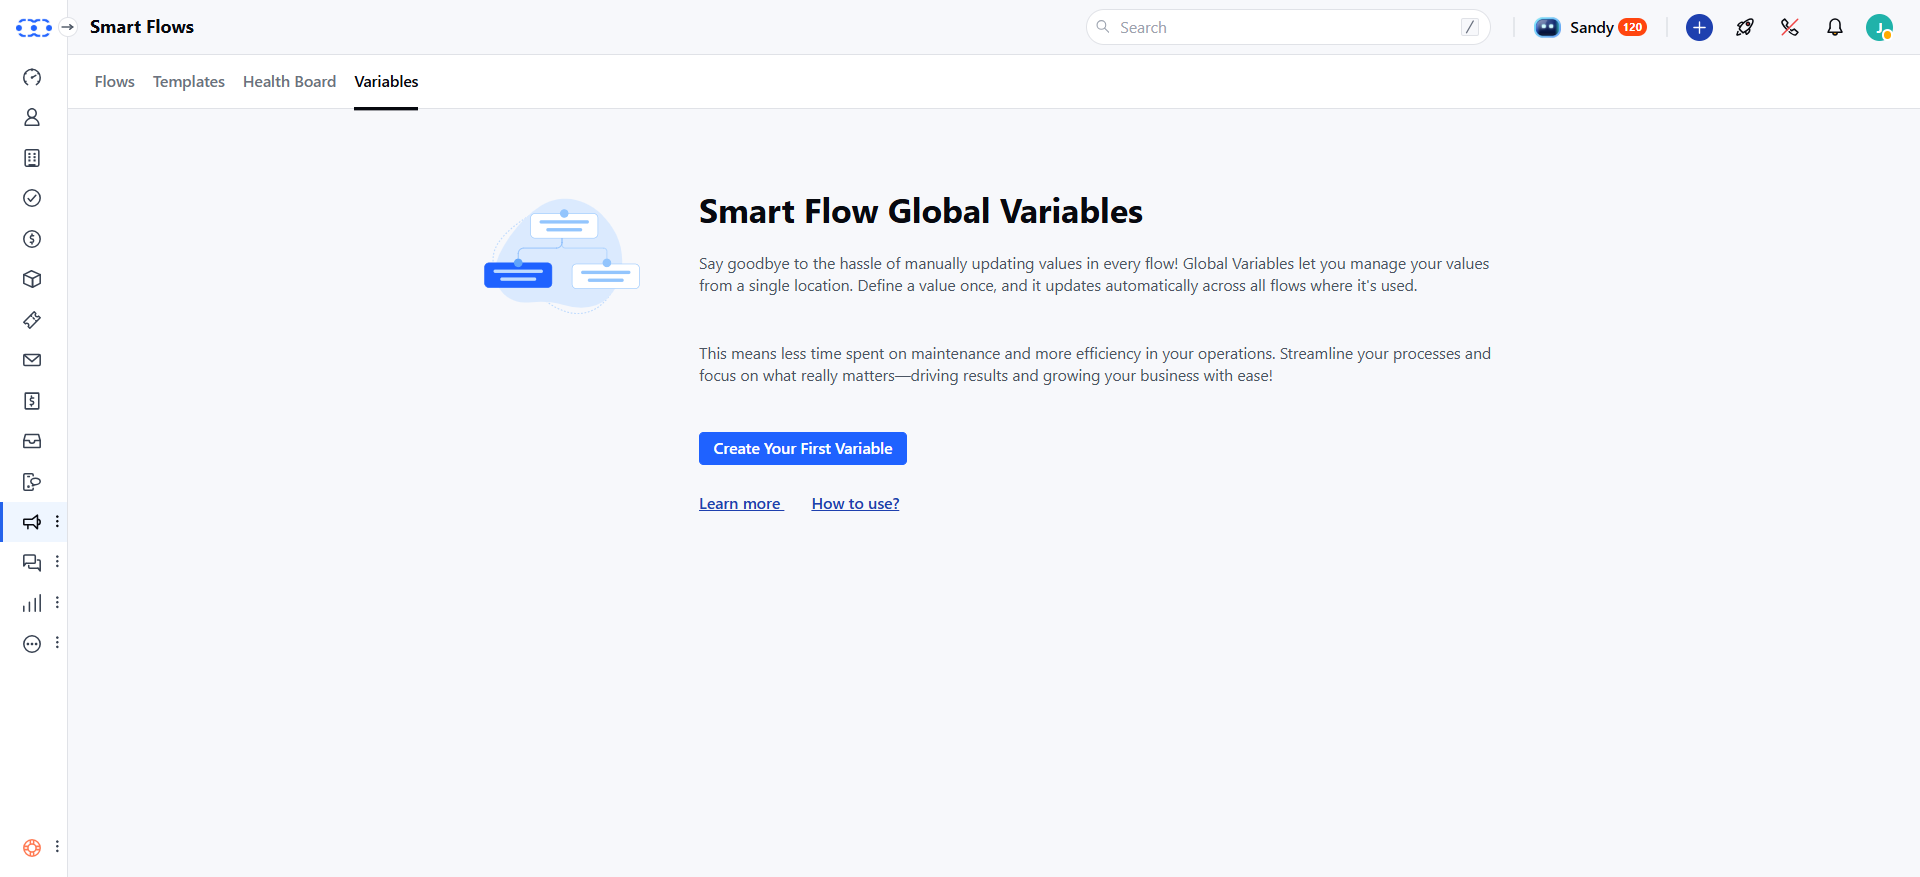 Smart Flows
Search
/
Sandy 120
J
Flows
Templates
Health Board
Variables
Smart Flow Global Variables
Say goodbye to the hassle of manually updating values in every flow! Global Variables let you manage your values
from a single location. Define a value once, and it updates automatically across all flows where it's used.
This means less time spent on maintenance and more efficiency in your operations. Streamline your processes and
focus on what really matters—driving results and growing your business with ease!
Create Your First Variable
Learn more
How to use?